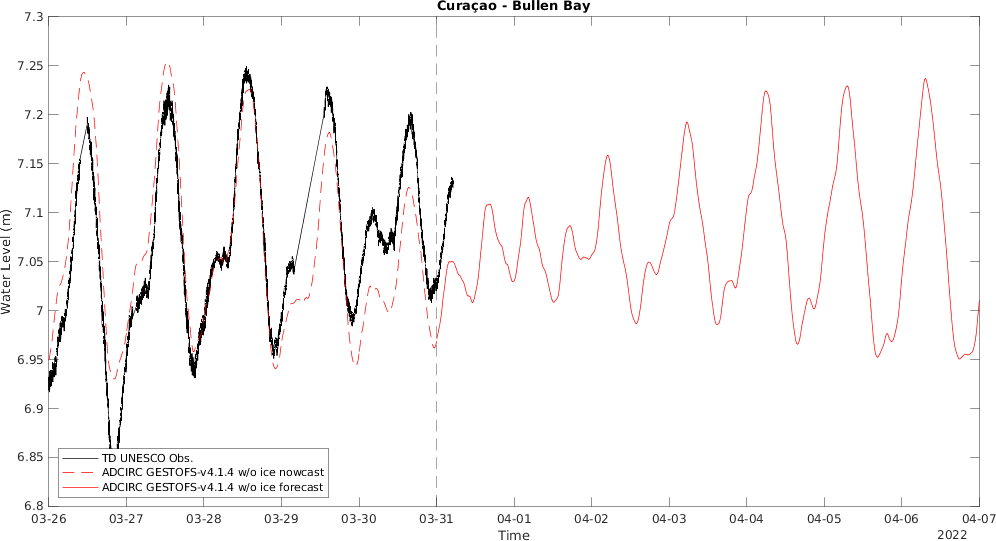 Curaçao - Bullen Bay
7.3
7.25
7.2
7.15
7.1
7.05
7
6.95
6.9
6.85
6.8
Water Level (m)
TD UNESCO Obs.
ADCIRC GESTOFS-v4.1.4 w/o ice nowcast
ADCIRC GESTOFS-v4.1.4 w/o ice forecast
03-26 03-27 03-28 03-29 03-30 03-31 04-01 04-02 04-03 04-04 04-05 04-06 04-07
Time
2022